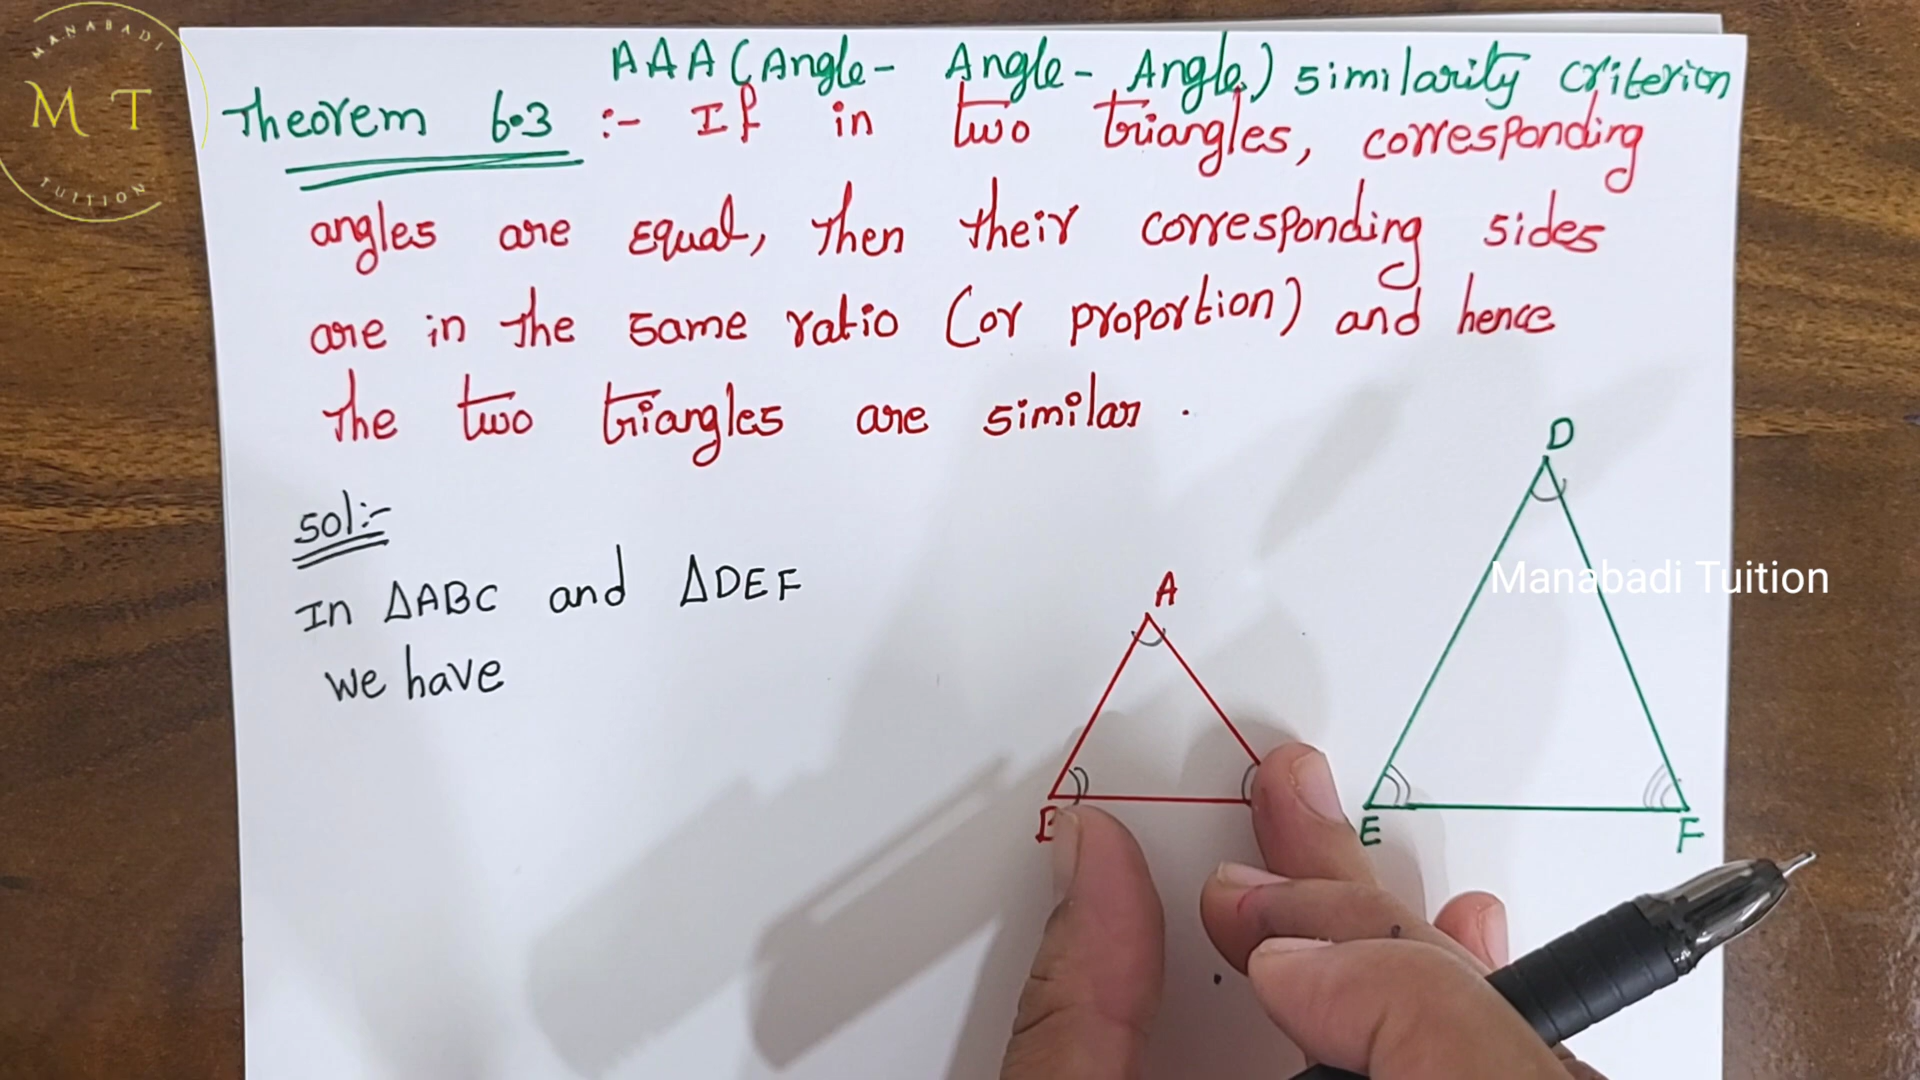 MANABADI
M T
TUITION
AAA (Angle- Angle- Angle) similarity criterion
Theorem 6.3 :- If in two triangles, corresponding
angles are equal, then their corresponding sides
are in the same ratio (or proportion) and hence
the two triangles are similar.
Sol:-
In ΔABC and ΔDEF
we have
D
Manabadi Tuition
A
E
F